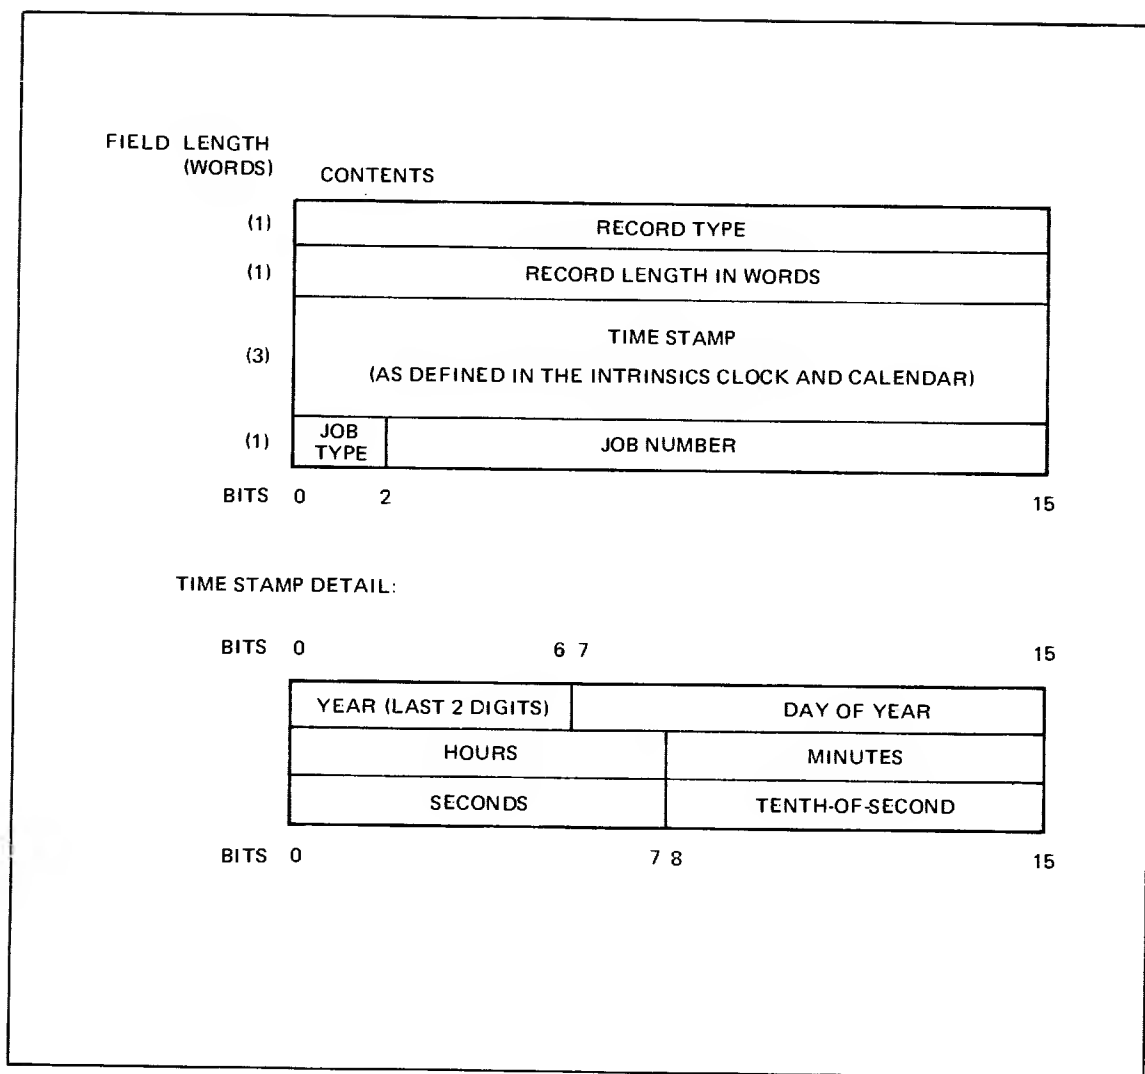 FIELD LENGTH
(WORDS)
CONTENTS
(1) RECORD TYPE
(1) RECORD LENGTH IN WORDS
(3) TIME STAMP
(AS DEFINED IN THE INTRINSICS CLOCK AND CALENDAR)
(1) JOB TYPE JOB NUMBER
BITS 0 2 15
TIME STAMP DETAIL:
BITS 0 6 7 15
YEAR (LAST 2 DIGITS) DAY OF YEAR
HOURS MINUTES
SECONDS TENTH-OF-SECOND
BITS 0 7 8 15